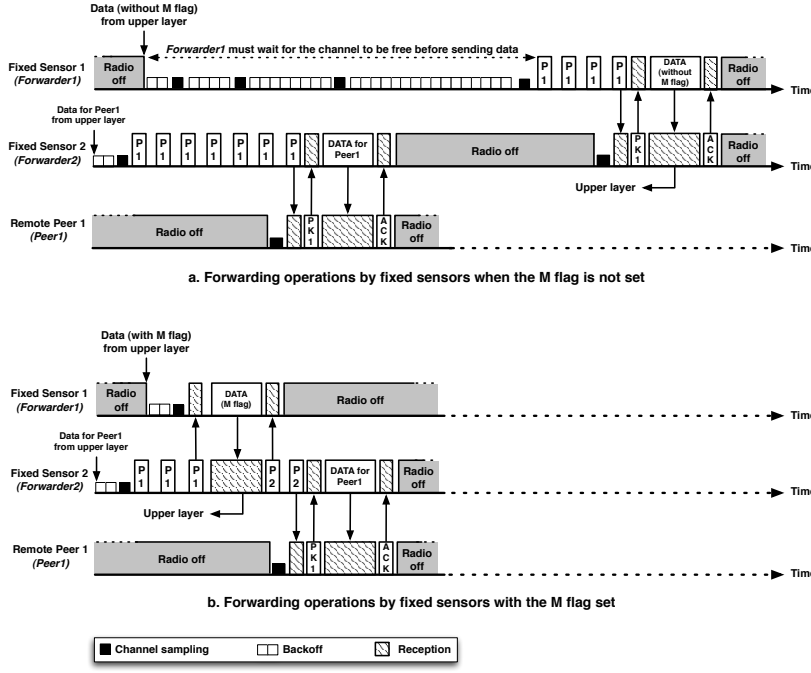 Data (without M flag)
from upper layer
Forwarder1 must wait for the channel to be free before sending data
Fixed Sensor 1
(Forwarder1)
Radio
off
P
1
P
1
P
1
P
1
DATA
(without
M flag)
Radio
off
Time
Data for Peer1
from upper layer
Fixed Sensor 2
(Forwarder2)
P
1
P
1
P
1
P
1
P
1
P
1
P
1
DATA for
Peer1
Radio off
P
K
1
A
C
K
Radio
off
Time
Upper layer
Remote Peer 1
(Peer1)
Radio off
P
K
1
A
C
K
Radio
off
Time
a. Forwarding operations by fixed sensors when the M flag is not set
Data (with M flag)
from upper layer
Fixed Sensor 1
(Forwarder1)
Radio
off
DATA
(M flag)
Radio off
Time
Data for Peer1
from upper layer
Fixed Sensor 2
(Forwarder2)
P
1
P
1
P
1
P
2
P
2
DATA for
Peer1
Radio
off
Time
Upper layer
Remote Peer 1
(Peer1)
Radio off
P
K
1
A
C
K
Radio
off
Time
b. Forwarding operations by fixed sensors with the M flag set
Channel sampling
Backoff
Reception